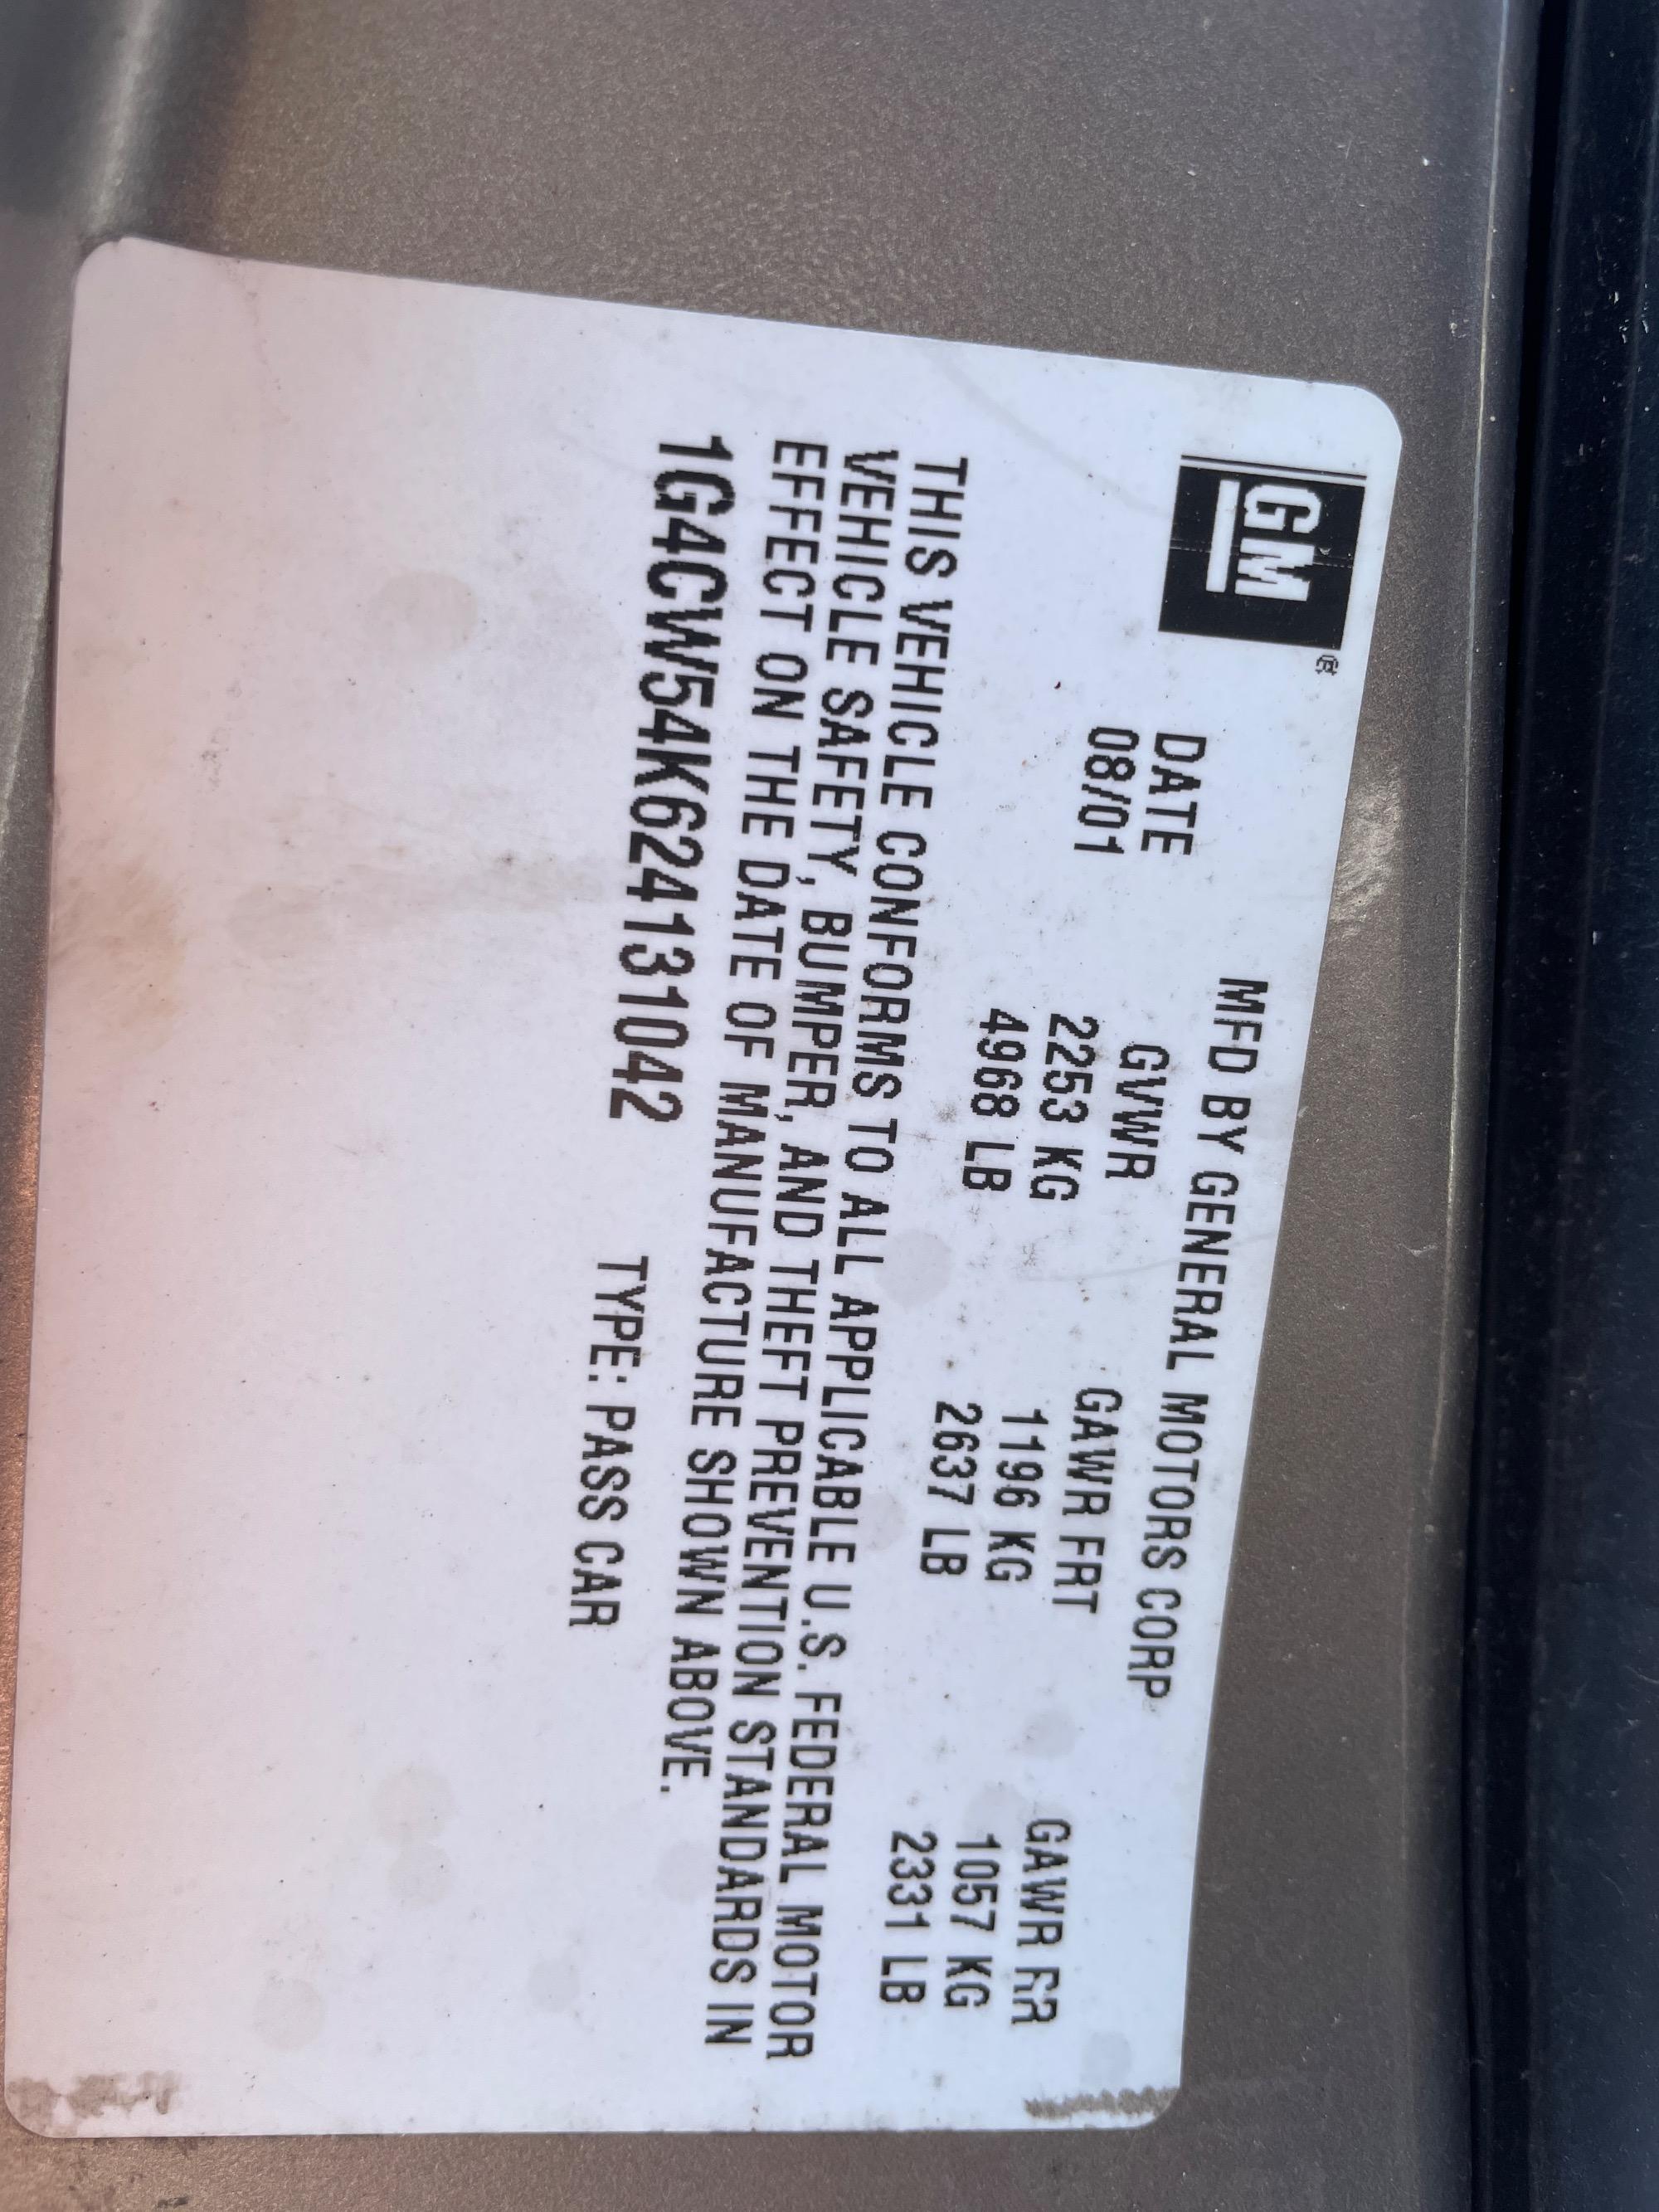 GM®
MFD BY GENERAL MOTORS CORP
DATE GVWR GAWR FRT GAWR RR
08/01 2253 KG 1196 KG 1057 KG
4968 LB 2637 LB 2331 LB
THIS VEHICLE CONFORMS TO ALL APPLICABLE U.S. FEDERAL MOTOR
VEHICLE SAFETY, BUMPER, AND THEFT PREVENTION STANDARDS IN
EFFECT ON THE DATE OF MANUFACTURE SHOWN ABOVE.
1G4CW54K624131042 TYPE: PASS CAR